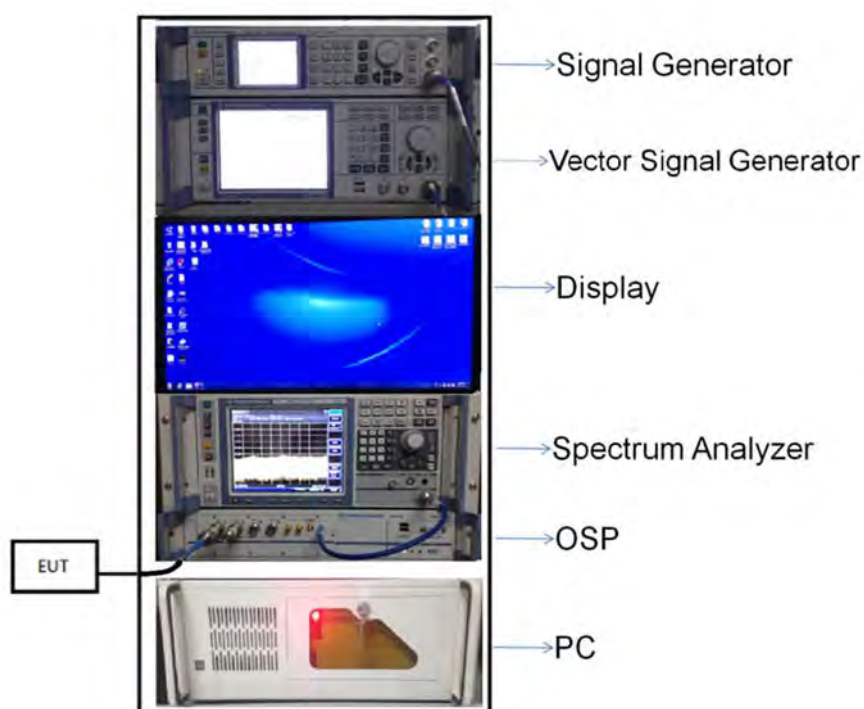 Signal Generator
Vector Signal Generator
Display
Spectrum Analyzer
OSP
EUT
PC